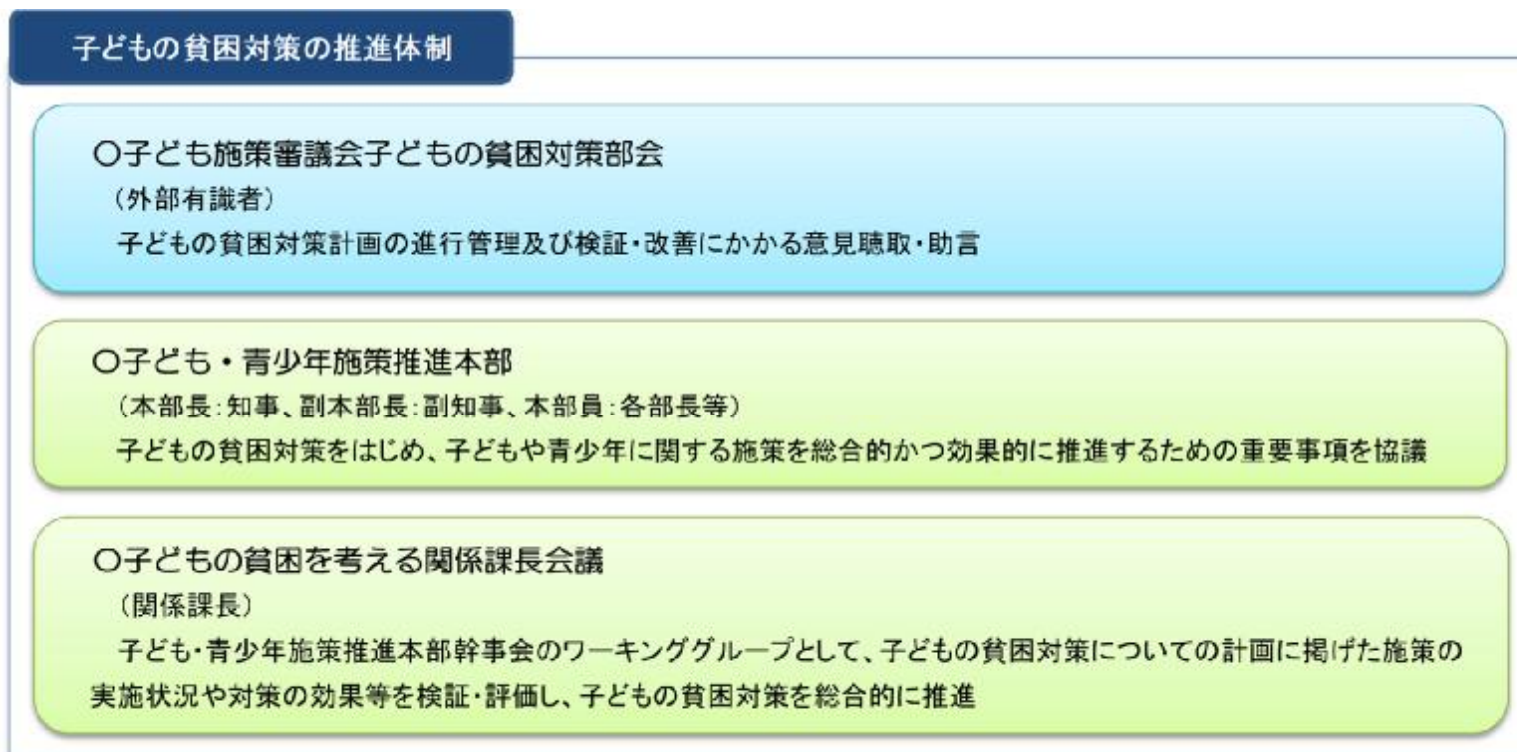 子どもの貧困対策の推進体制
〇子ども施策審議会子どもの貧困対策部会
（外部有識者）
子どもの貧困対策計画の進行管理及び検証・改善にかかる意見聴取・助言
〇子ども・青少年施策推進本部
（本部長：知事、副本部長：副知事、本部員：各部長等）
子どもの貧困対策をはじめ、子どもや青少年に関する施策を総合的かつ効果的に推進するための重要事項を協議
〇子どもの貧困を考える関係課長会議
（関係課長）
子ども・青少年施策推進本部幹事会のワーキンググループとして、子どもの貧困対策についての計画に掲げた施策の
実施状況や対策の効果等を検証・評価し、子どもの貧困対策を総合的に推進